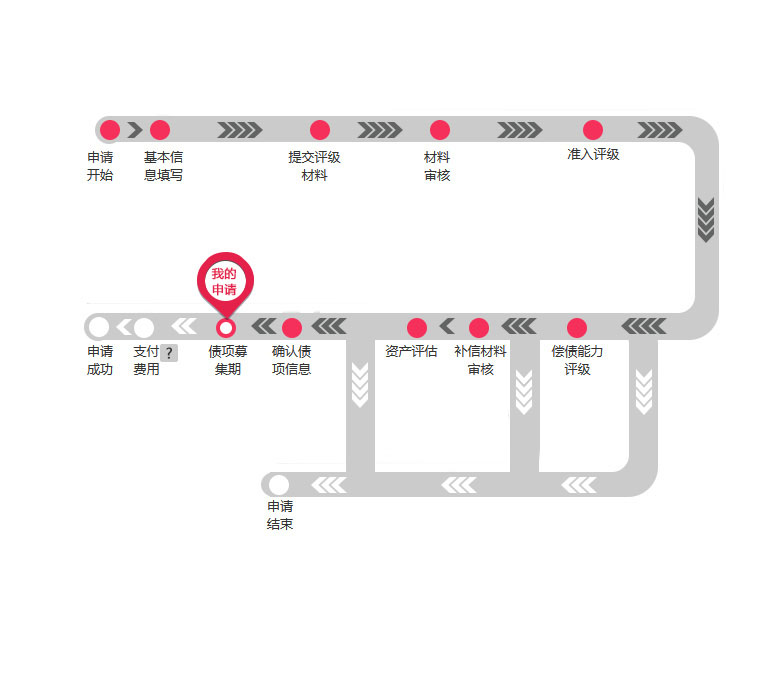 申请
开始
基本信
息填写
提交评级
材料
材料
审核
准入评级
我的
申请
申请
成功
支付
费用
?
债项募
集期
确认债
项信息
资产评估
补信材料
审核
偿债能力
评级
申请
结束